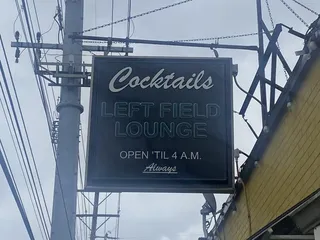 Cocktails
LEFT FIELD
LOUNGE
OPEN 'TIL 4 A.M.
Always